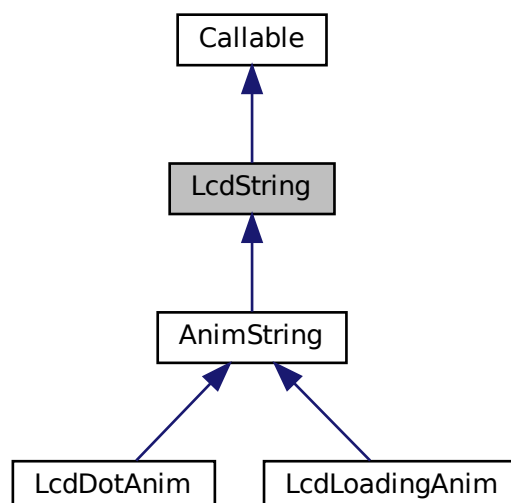 Callable
LcdString
AnimString
LcdDotAnim
LcdLoadingAnim